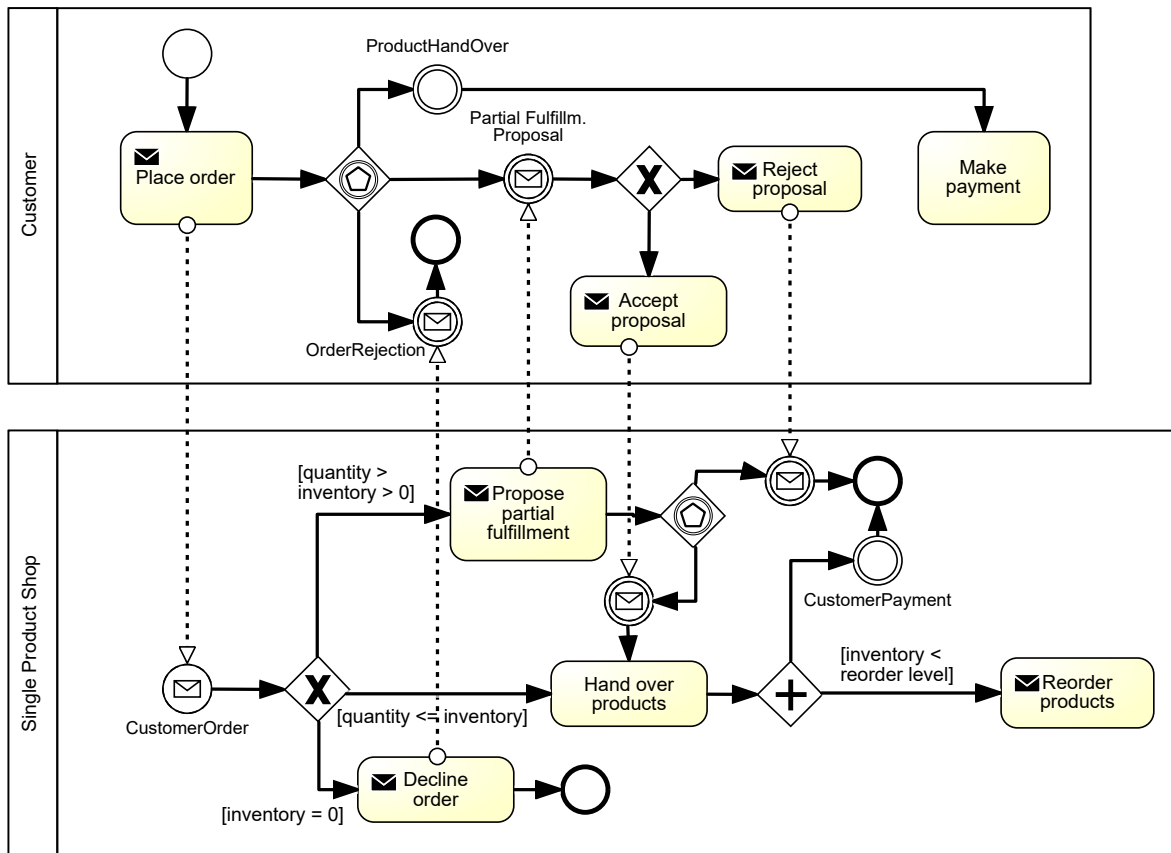 Customer
ProductHandOver
Partial Fulfillm.
Proposal
Place order
Reject
proposal
Make
payment
Accept
proposal
OrderRejection
Single Product Shop
[quantity >
inventory > 0]
Propose
partial
fulfillment
CustomerPayment
CustomerOrder
[quantity <= inventory]
Hand over
products
[inventory <
reorder level]
Reorder
products
Decline
order
[inventory = 0]